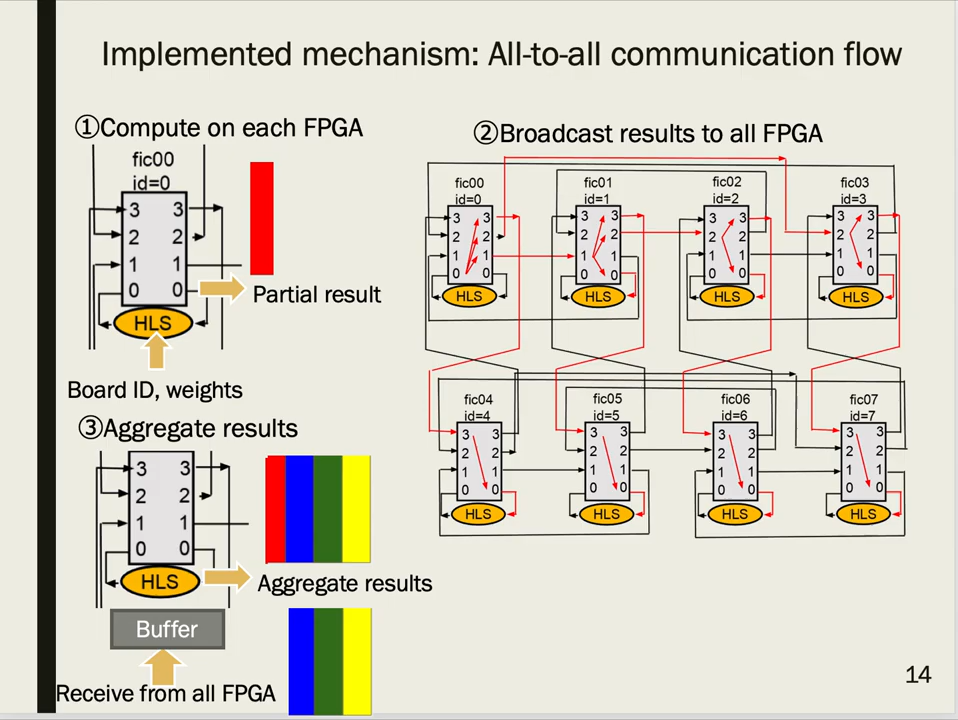 Implemented mechanism: All-to-all communication flow
①Compute on each FPGA
fic00
id=0
3 3
2 2
1 1
0 0
HLS
Partial result
Board ID, weights
③Aggregate results
3 3
2 2
1 1
0 0
HLS
Aggregate results
Buffer
Receive from all FPGA
②Broadcast results to all FPGA
fic00
id=0
3 3
2 2
1 1
0 0
HLS
fic01
id=1
3 3
2 2
1 1
0 0
HLS
fic02
id=2
3 3
2 2
1 1
0 0
HLS
fic03
id=3
3 3
2 2
1 1
0 0
HLS
fic04
id=4
3 3
2 2
1 1
0 0
HLS
fic05
id=5
3 3
2 2
1 1
0 0
HLS
fic06
id=6
3 3
2 2
1 1
0 0
HLS
fic07
id=7
3 3
2 2
1 1
0 0
HLS
14